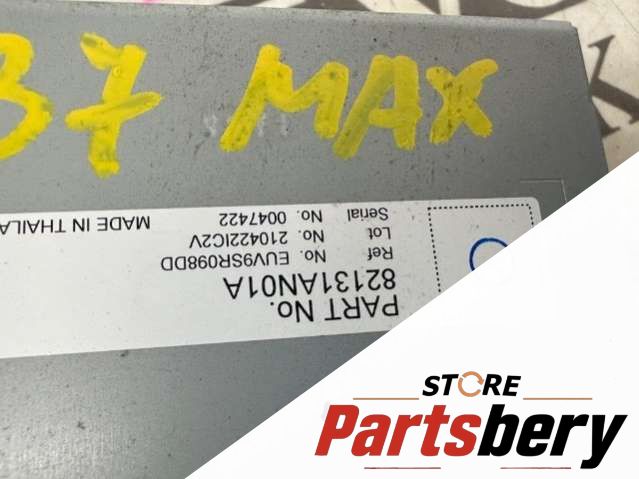 37 MAX
PART No.
82131AN01A
Ref No. EUV9SR098DD
Lot No. 210422IC2V
Serial No. 0047422
MADE IN THAILA
STORE
Partsbery